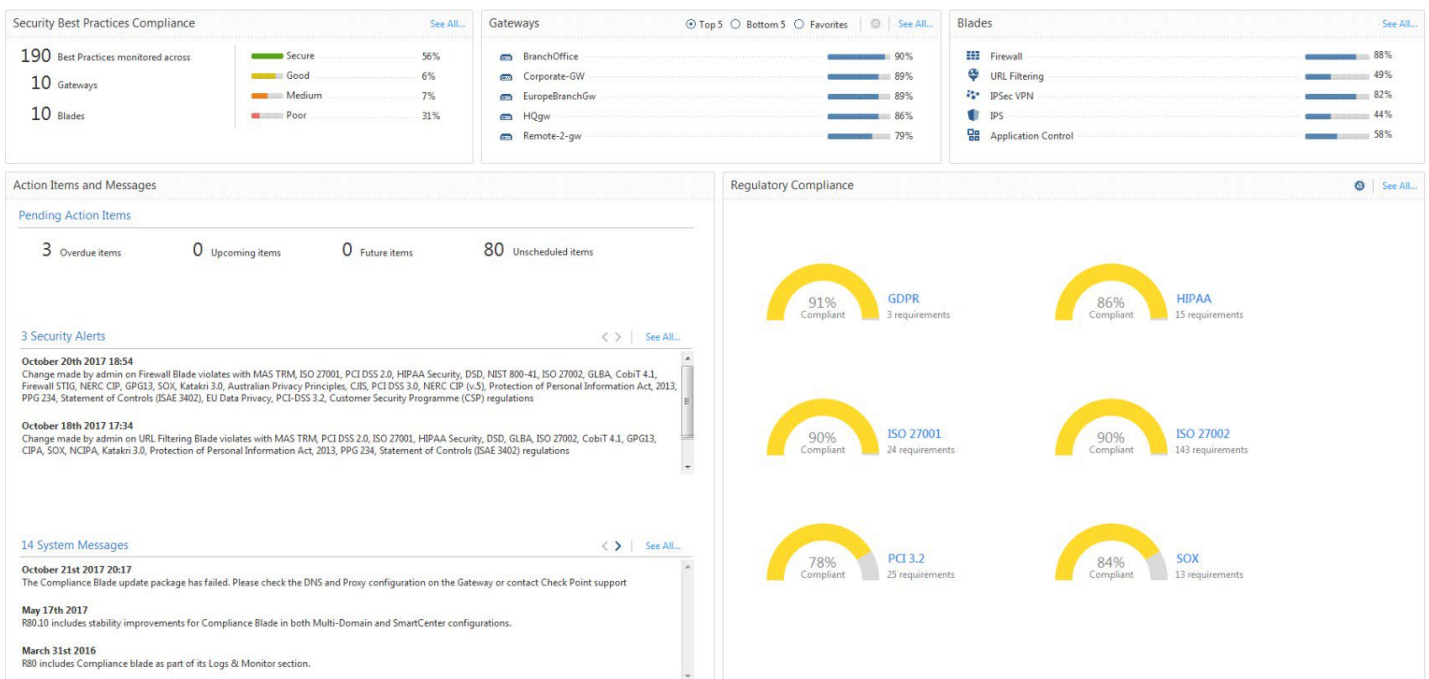 Security Best Practices Compliance
See All...
190 Best Practices monitored across
10 Gateways
10 Blades
Secure 56%
Good 6%
Medium 7%
Poor 31%
Gateways
Top 5 Bottom 5 Favorites See All...
BranchOffice 90%
Corporate-GW 89%
EuropeBranchGw 89%
HQgw 86%
Remote-2-gw 79%
Blades
See All...
Firewall 88%
URL Filtering 49%
IPSec VPN 82%
IPS 44%
Application Control 58%
Action Items and Messages
Pending Action Items
3 Overdue items 0 Upcoming items 0 Future items 80 Unscheduled items
3 Security Alerts
See All...
October 20th 2017 18:54
Change made by admin on Firewall Blade violates with MAS TRM, ISO 27001, PCI DSS 2.0, HIPAA Security, DSD, NIST 800-41, ISO 27002, GLBA, CobiT 4.1,
Firewall STIG, NERC CIP, GPG13, SOX, Katakri 3.0, Australian Privacy Principles, CJIS, PCI DSS 3.0, NERC CIP (v.5), Protection of Personal Information Act, 2013,
PPG 234, Statement of Controls (ISAE 3402), EU Data Privacy, PCI-DSS 3.2, Customer Security Programme (CSP) regulations
October 18th 2017 17:34
Change made by admin on URL Filtering Blade violates with MAS TRM, PCI DSS 2.0, ISO 27001, HIPAA Security, DSD, GLBA, ISO 27002, CobiT 4.1, GPG13,
CIPA, SOX, NCIPA, Katakri 3.0, Protection of Personal Information Act, 2013, PPG 234, Statement of Controls (ISAE 3402) regulations
14 System Messages
See All...
October 21st 2017 20:17
The Compliance Blade update package has failed. Please check the DNS and Proxy configuration on the Gateway or contact Check Point support
May 17th 2017
R80.10 includes stability improvements for Compliance Blade in both Multi-Domain and SmartCenter configurations.
March 31st 2016
R80 includes Compliance blade as part of its Logs & Monitor section.
Regulatory Compliance
See All...
91%
Compliant
GDPR
3 requirements
86%
Compliant
HIPAA
15 requirements
90%
Compliant
ISO 27001
24 requirements
90%
Compliant
ISO 27002
143 requirements
78%
Compliant
PCI 3.2
25 requirements
84%
Compliant
SOX
13 requirements